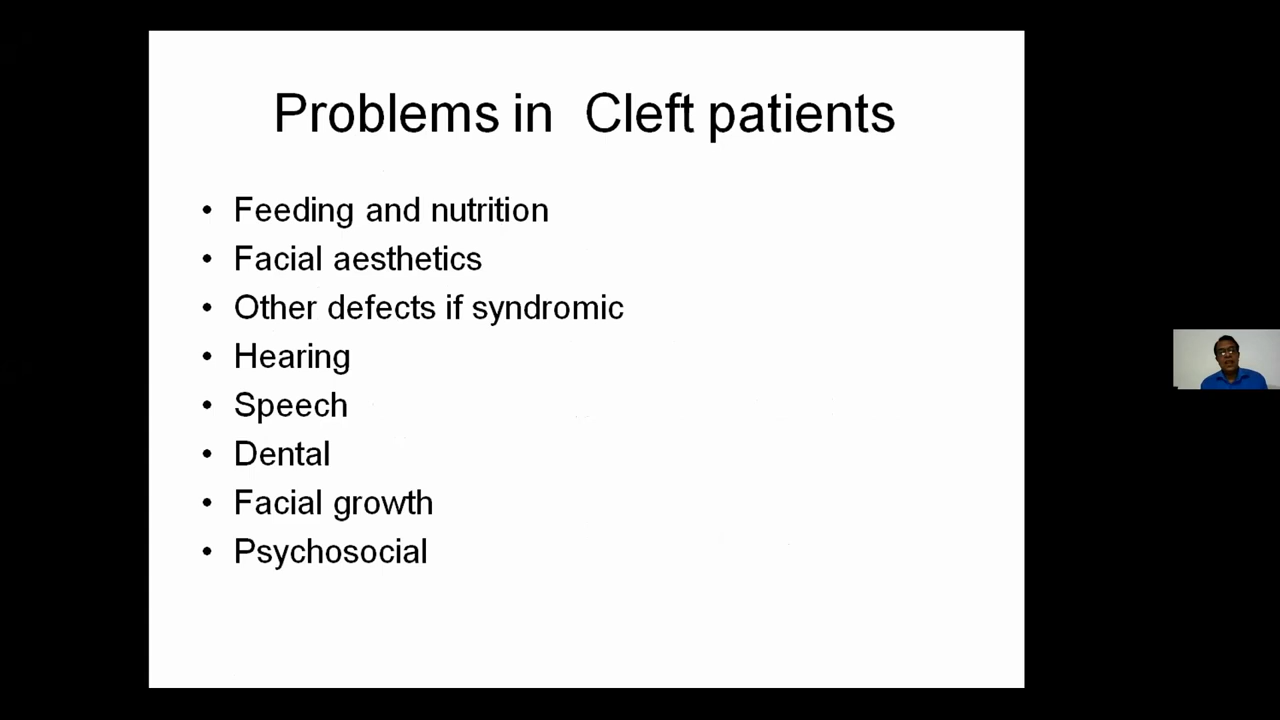 Problems in  Cleft patients
• Feeding and nutrition
• Facial aesthetics
• Other defects if syndromic
• Hearing
• Speech
• Dental
• Facial growth
• Psychosocial